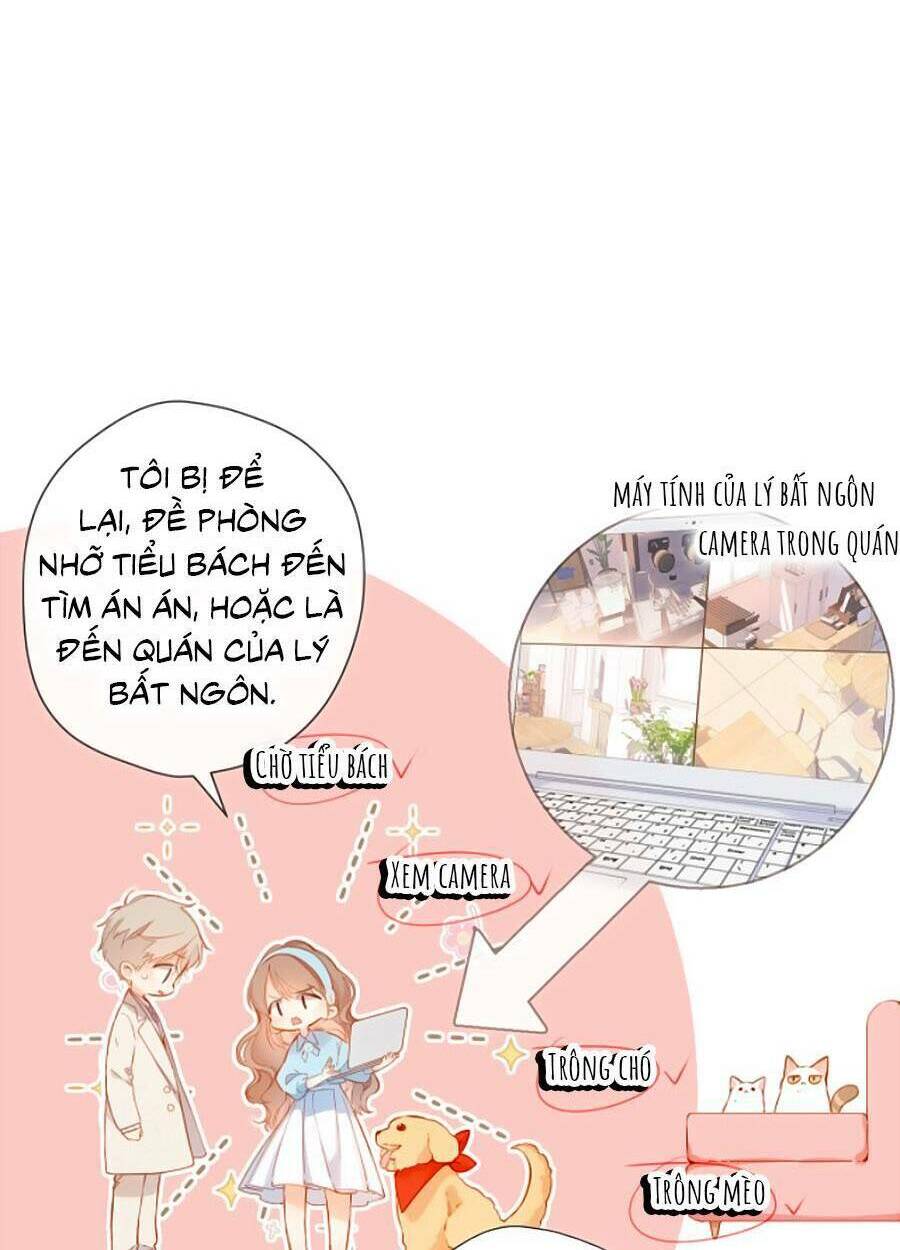 TÔI BỊ ĐỂ
LẠI, ĐỀ PHÒNG
NHỠ TIỂU BÁCH ĐẾN
TÌM ÁN ÁN, HOẶC LÀ
ĐẾN QUÁN CỦA LÝ
BẤT NGÔN.
MÁY TÍNH CỦA LÝ BẤT NGÔN
CAMERA TRONG QUÁN
CHỜ TIỂU BÁCH
XEM CAMERA
TRÔNG CHÓ
TRÔNG MÈO